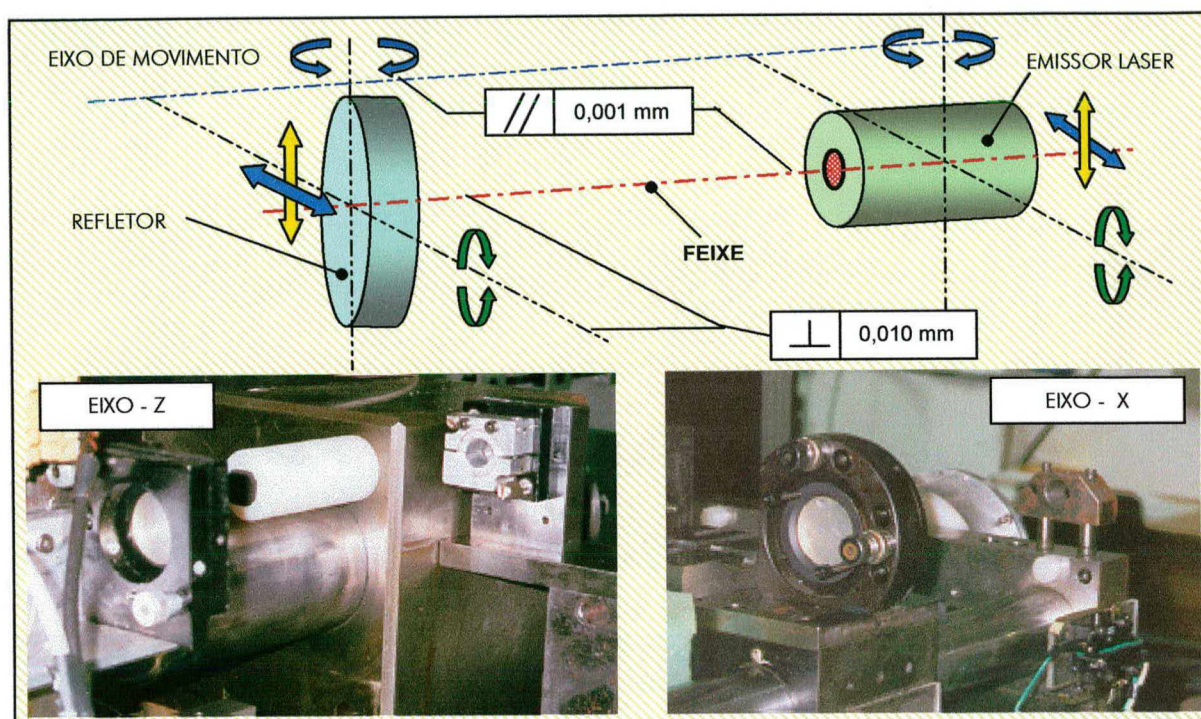 EIXO DE MOVIMENTO
EMISSOR LASER
// 0,001 mm
REFLETOR
FEIXE
⊥ 0,010 mm
EIXO - Z
EIXO - X